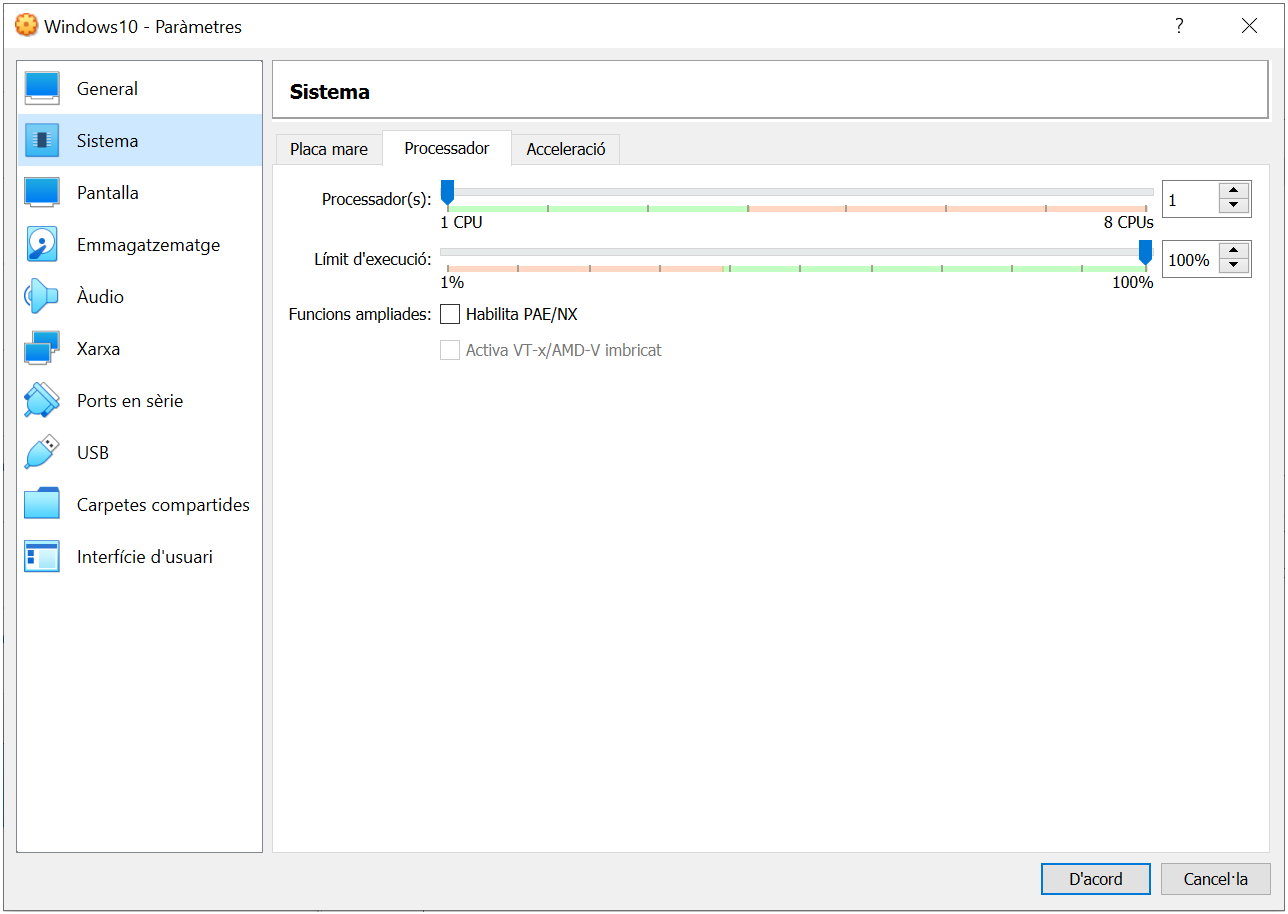 Windows10 - Paràmetres
?
General
Sistema
Pantalla
Emmagatzematge
Àudio
Xarxa
Ports en sèrie
USB
Carpetes compartides
Interfície d'usuari
Sistema
Placa mare Processador Acceleració
Processador(s): 1
1 CPU 8 CPUs
Límit d'execució: 100%
1% 100%
Funcions ampliades: Habilita PAE/NX
Activa VT-x/AMD-V imbricat
D'acord Cancel·la